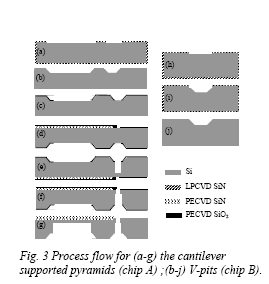 (a)
(b)
(c)
(d)
(e)
(f)
(g)
(h)
(i)
(j)
Si
LPCVD SiN
PECVD SiN
PECVD SiO₂
Fig. 3 Process flow for (a-g) the cantilever
supported pyramids (chip A) ;(h-j) V-pits (chip B).